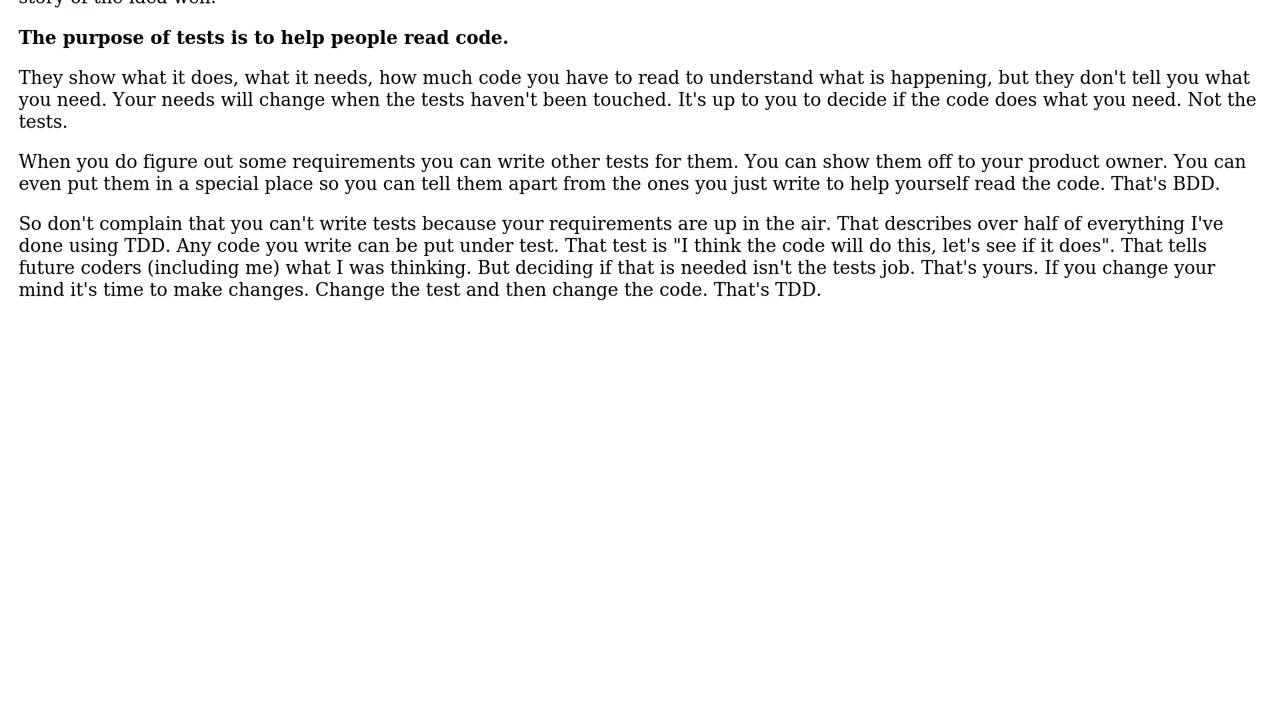 story of the idea well.
The purpose of tests is to help people read code.
They show what it does, what it needs, how much code you have to read to understand what is happening, but they don't tell you what
you need. Your needs will change when the tests haven't been touched. It's up to you to decide if the code does what you need. Not the
tests.
When you do figure out some requirements you can write other tests for them. You can show them off to your product owner. You can
even put them in a special place so you can tell them apart from the ones you just write to help yourself read the code. That's BDD.
So don't complain that you can't write tests because your requirements are up in the air. That describes over half of everything I've
done using TDD. Any code you write can be put under test. That test is "I think the code will do this, let's see if it does". That tells
future coders (including me) what I was thinking. But deciding if that is needed isn't the tests job. That's yours. If you change your
mind it's time to make changes. Change the test and then change the code. That's TDD.